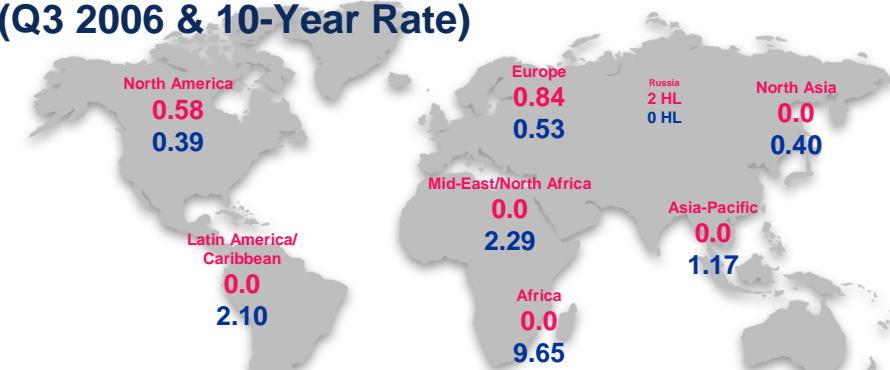 (Q3 2006 & 10-Year Rate)
North America
0.58
0.39
Europe
0.84
0.53
Russia
2 HL
0 HL
North Asia
0.0
0.40
Mid-East/North Africa
0.0
2.29
Asia-Pacific
0.0
1.17
Latin America/
Caribbean
0.0
2.10
Africa
0.0
9.65